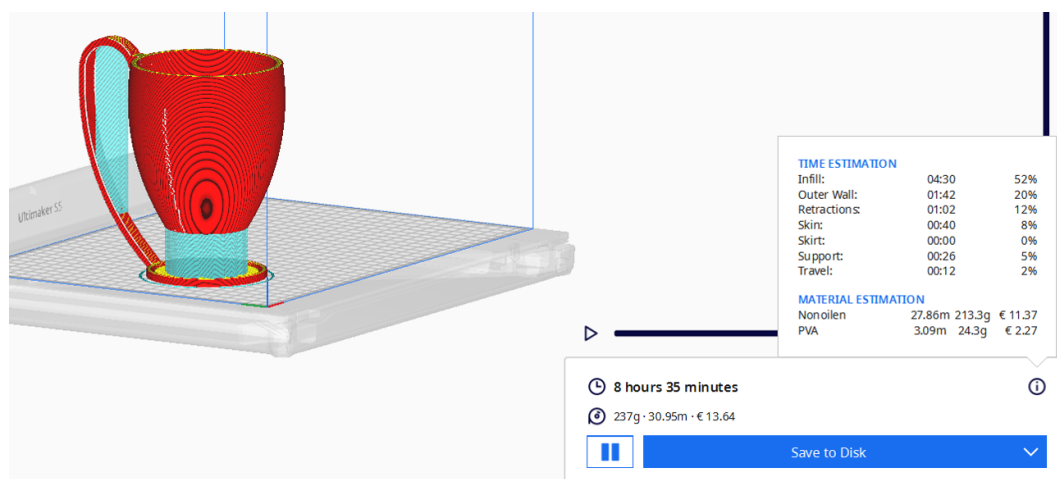 Ultimaker S5
TIME ESTIMATION
Infill: 04:30 52%
Outer Wall: 01:42 20%
Retractions: 01:02 12%
Skin: 00:40 8%
Skirt: 00:00 0%
Support: 00:26 5%
Travel: 00:12 2%
MATERIAL ESTIMATION
Nonoilen 27.86m 213.3g € 11.37
PVA 3.09m 24.3g € 2.27
8 hours 35 minutes
237g · 30.95m · € 13.64
Save to Disk